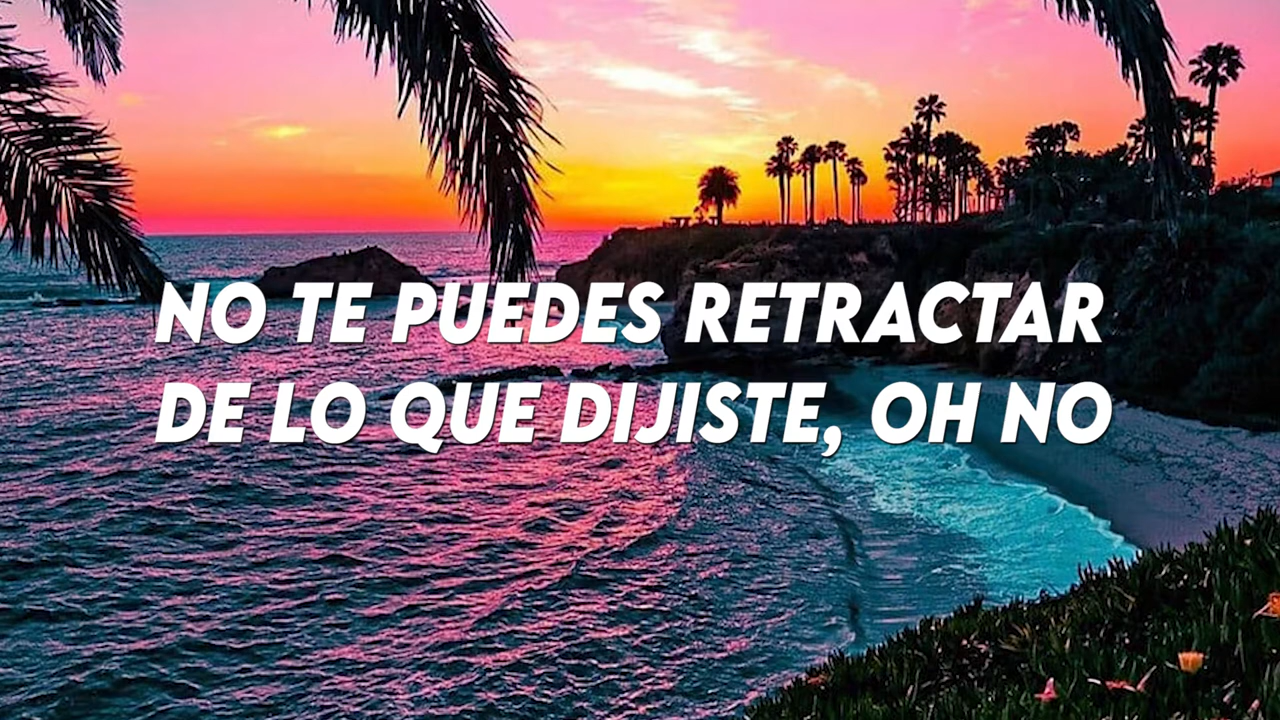 NO TE PUEDES RETRACTAR
DE LO QUE DIJISTE, OH NO